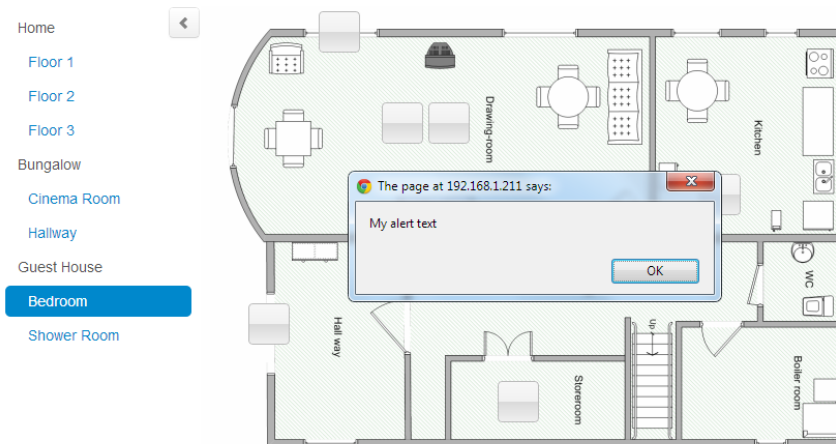 Home
Floor 1
Floor 2
Floor 3
Bungalow
Cinema Room
Hallway
Guest House
Bedroom
Shower Room
Drawing-room
Kitchen
The page at 192.168.1.211 says:
My alert text
OK
Hall way
Storeroom
Up
WC
Boiler room